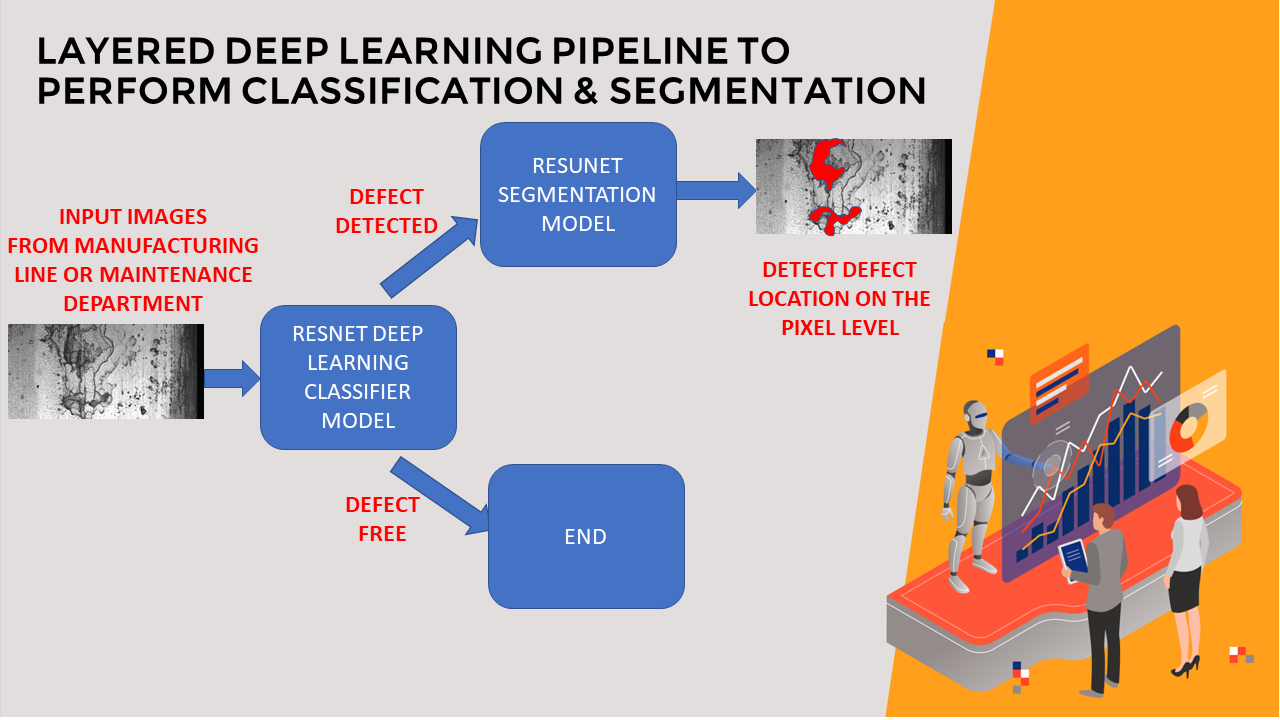 LAYERED DEEP LEARNING PIPELINE TO
PERFORM CLASSIFICATION & SEGMENTATION
INPUT IMAGES
FROM MANUFACTURING
LINE OR MAINTENANCE
DEPARTMENT
RESNET DEEP
LEARNING
CLASSIFIER
MODEL
DEFECT
DETECTED
RESUNET
SEGMENTATION
MODEL
DETECT DEFECT
LOCATION ON THE
PIXEL LEVEL
DEFECT
FREE
END